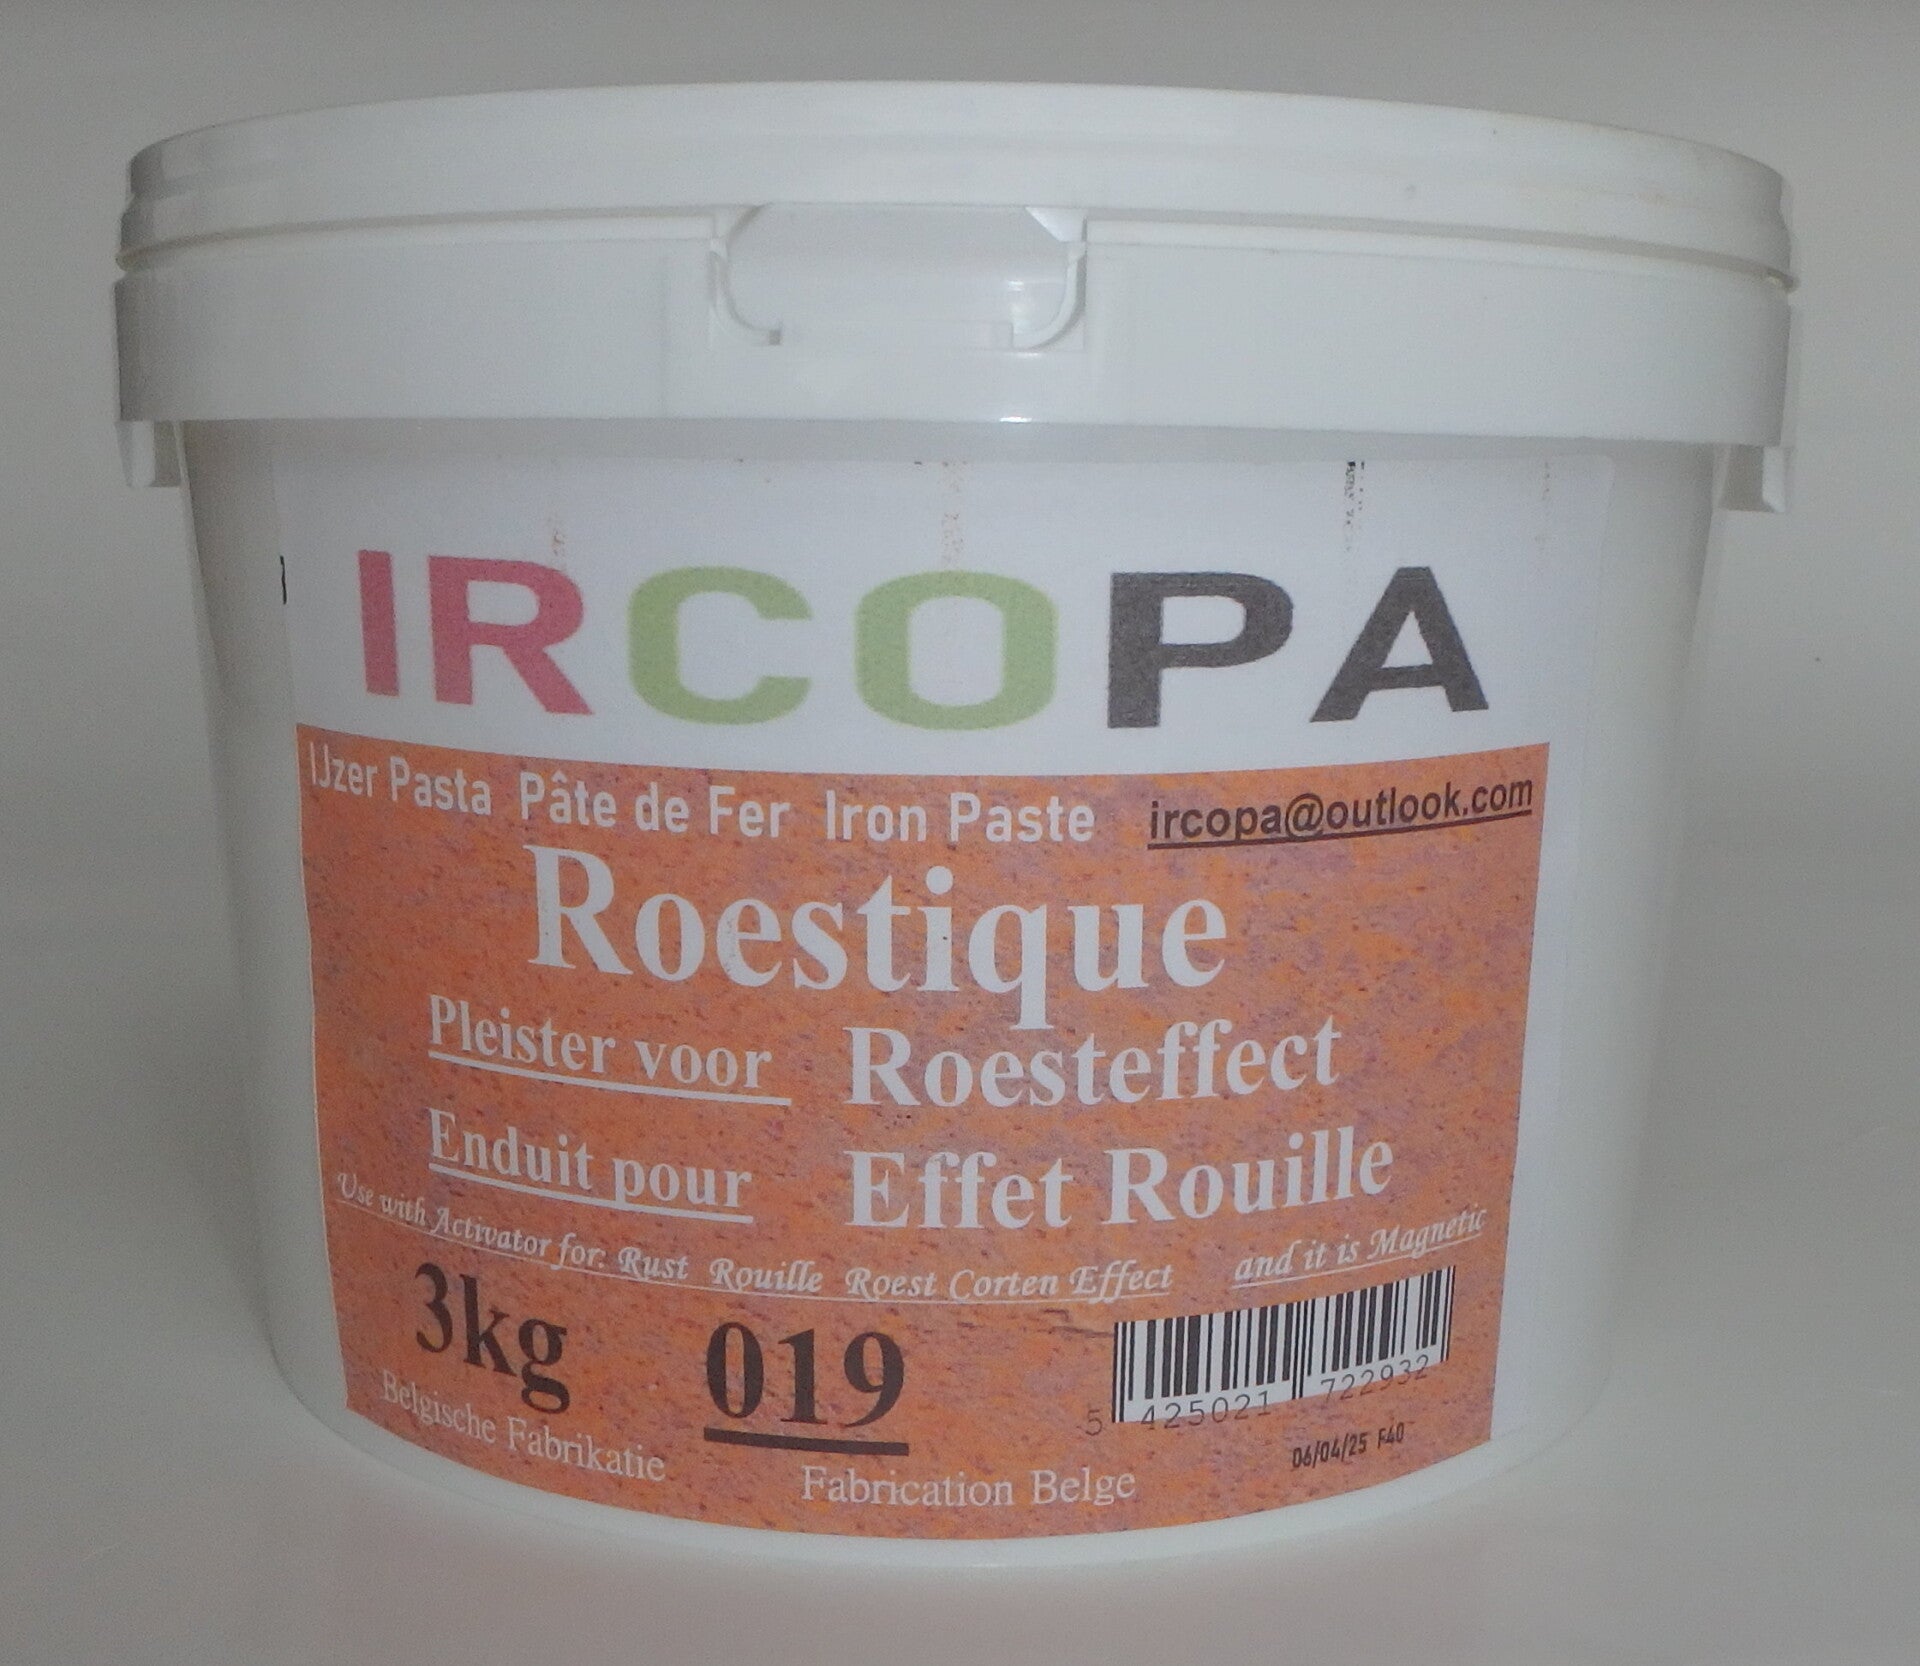 IRCOPA
IJzer Pasta Pâte de Fer Iron Paste ircopa@outlook.com
Roestique
Pleister voor Roesteffect
Enduit pour Effet Rouille
Use with Activator for: Rust Rouille Roest Corten Effect and it is Magnetic
3kg 019
5 425021 722932
Belgische Fabrikatie Fabrication Belge
06/04/25 F40